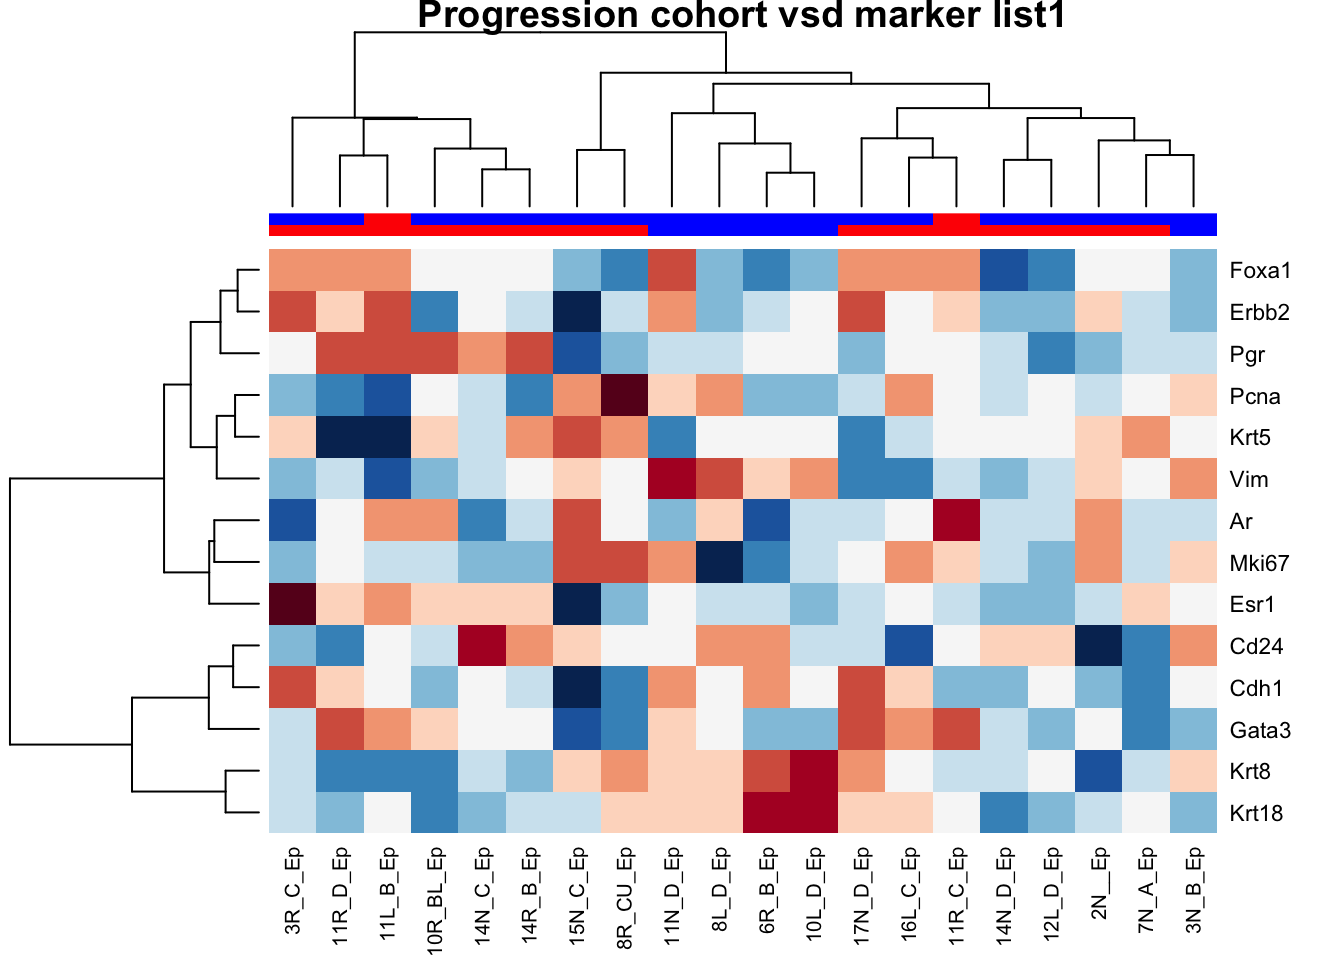 Progression cohort vsd marker list1
Foxa1
Erbb2
Pgr
Pcna
Krt5
Vim
Ar
Mki67
Esr1
Cd24
Cdh1
Gata3
Krt8
Krt18
3R_C_Ep
11R_D_Ep
11L_B_Ep
10R_BL_Ep
14N_C_Ep
14R_B_Ep
15N_C_Ep
8R_CU_Ep
11N_D_Ep
8L_D_Ep
6R_B_Ep
10L_D_Ep
17N_D_Ep
16L_C_Ep
11R_C_Ep
14N_D_Ep
12L_D_Ep
2N__Ep
7N_A_Ep
3N_B_Ep